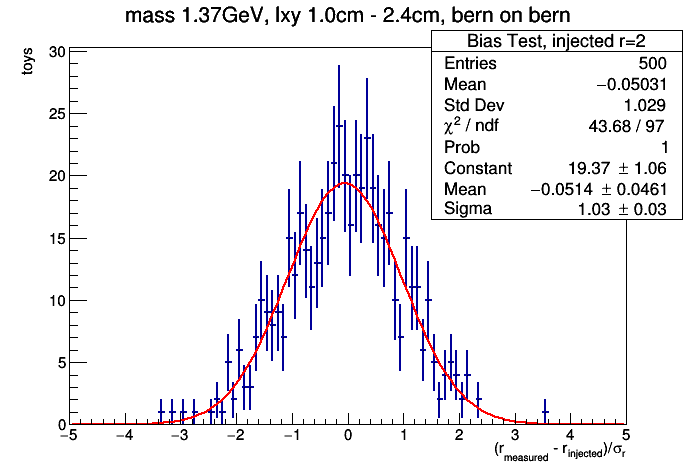 mass 1.37GeV, lxy 1.0cm - 2.4cm, bern on bern
Bias Test, injected r=2
Entries 500
Mean −0.05031
Std Dev 1.029
χ² / ndf 43.68 / 97
Prob 1
Constant 19.37 ± 1.06
Mean −0.0514 ± 0.0461
Sigma 1.03 ± 0.03
toys
30
25
20
15
10
5
0
−5 −4 −3 −2 −1 0 1 2 3 4 5
(r_measured - r_injected)/σ_r